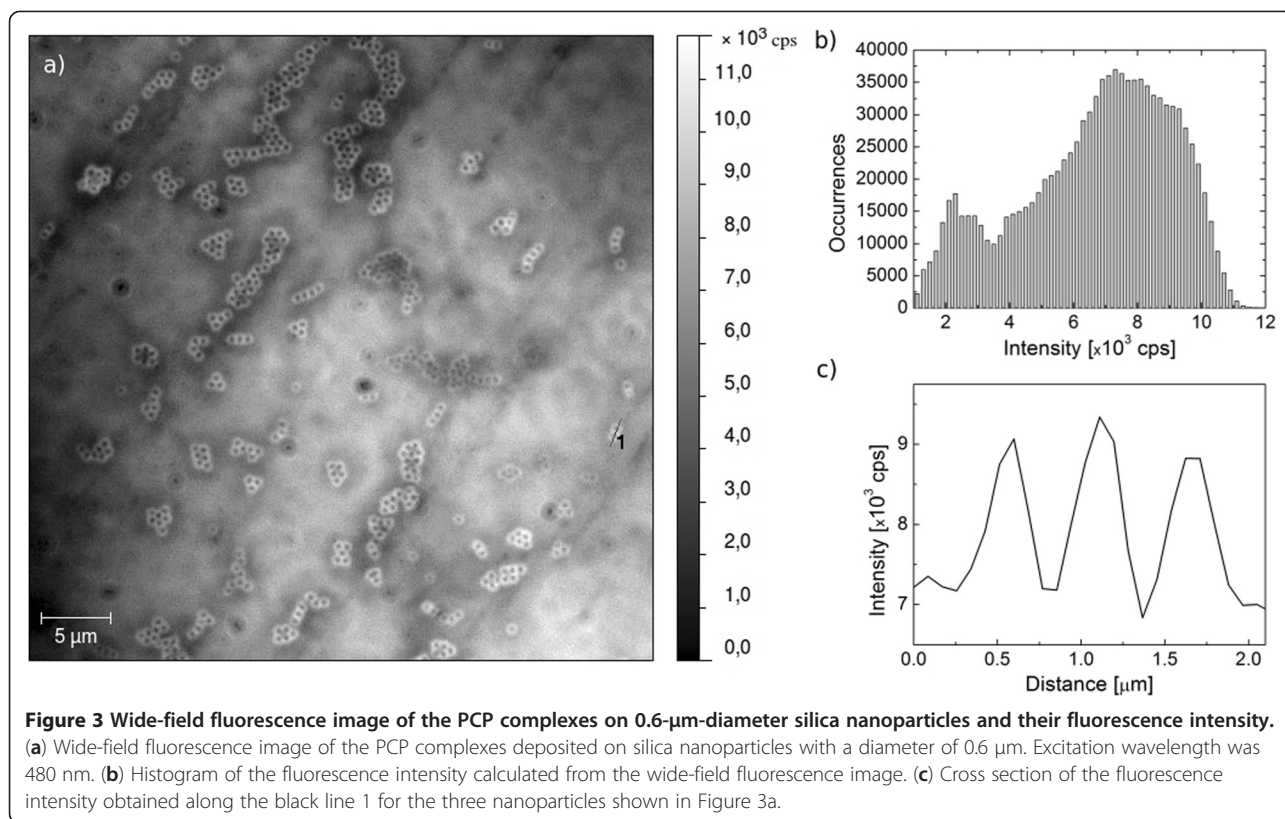 a)
× 10³ cps
11,0
10,0
9,0
8,0
7,0
6,0
5,0
4,0
3,0
2,0
1,0
0,0
1
5 µm
b)
40000
35000
30000
25000
20000
15000
10000
5000
0
Occurrences
2 4 6 8 10 12
Intensity [×10³ cps]
c)
9
8
7
Intensity [×10³ cps]
0.0 0.5 1.0 1.5 2.0
Distance [µm]
Figure 3 Wide-field fluorescence image of the PCP complexes on 0.6-µm-diameter silica nanoparticles and their fluorescence intensity.
(a) Wide-field fluorescence image of the PCP complexes deposited on silica nanoparticles with a diameter of 0.6 µm. Excitation wavelength was
480 nm. (b) Histogram of the fluorescence intensity calculated from the wide-field fluorescence image. (c) Cross section of the fluorescence
intensity obtained along the black line 1 for the three nanoparticles shown in Figure 3a.